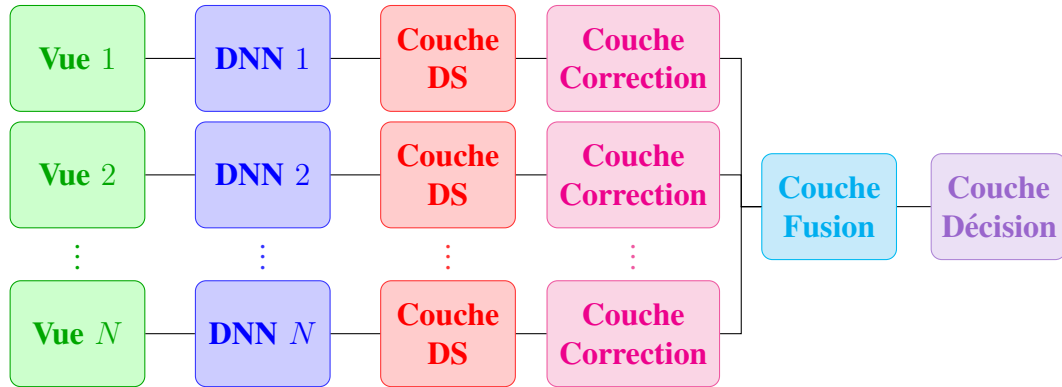 Vue 1
DNN 1
Couche
DS
Couche
Correction
Vue 2
DNN 2
Couche
DS
Couche
Correction
Couche
Fusion
Couche
Décision
⋮ ⋮ ⋮ ⋮
Vue N
DNN N
Couche
DS
Couche
Correction